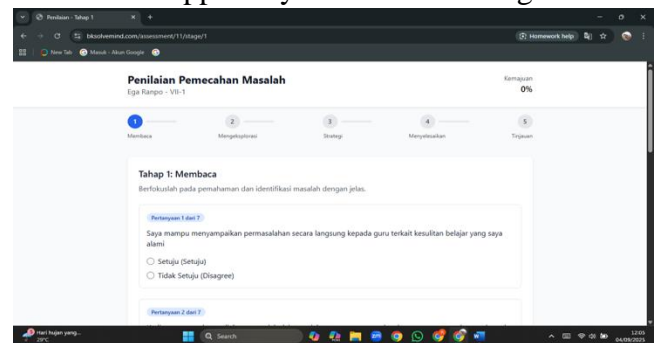 Penilaian - Tahap 1
bksolvemind.com/assessment/11/stage/1
Homework help
New Tab
Masuk - Akun Google
Penilaian Pemecahan Masalah
Ega Ranpo - VII-1
Kemajuan
0%
1
2
3
4
5
Membaca
Mengeksplorasi
Strategi
Menyelesaikan
Tinjauan
Tahap 1: Membaca
Berfokuslah pada pemahaman dan identifikasi masalah dengan jelas.
Pertanyaan 1 dari 7
Saya mampu menyampaikan permasalahan secara langsung kepada guru terkait kesulitan belajar yang saya
alami
Setuju (Setuju)
Tidak Setuju (Disagree)
Pertanyaan 2 dari 7
Hari hujan yang...
29°C
Search
12:05
04/09/2025